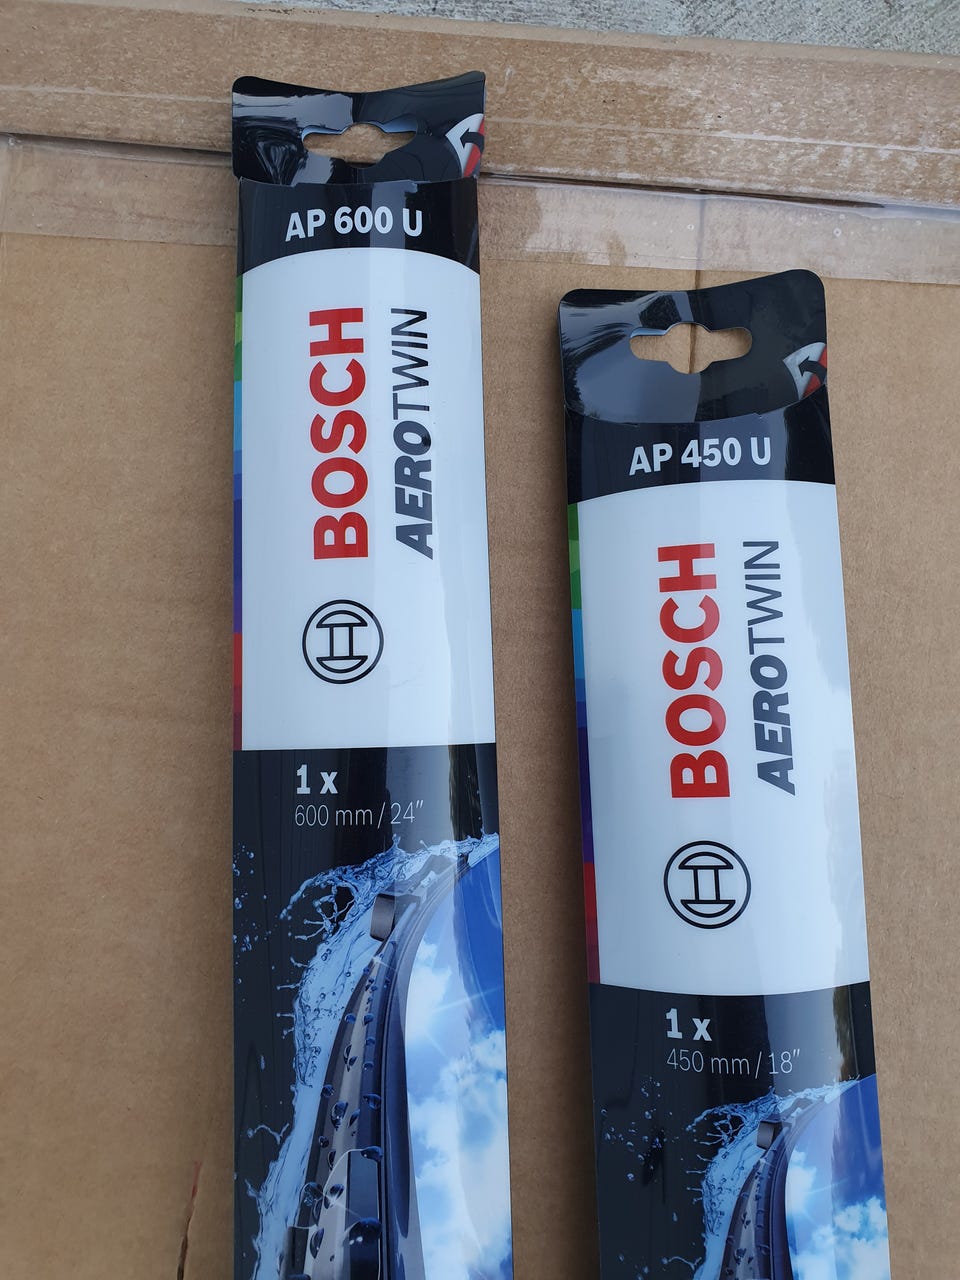 AP 600 U
BOSCH
AEROTWIN
1 x
600 mm / 24″
AP 450 U
BOSCH
AEROTWIN
1 x
450 mm / 18″